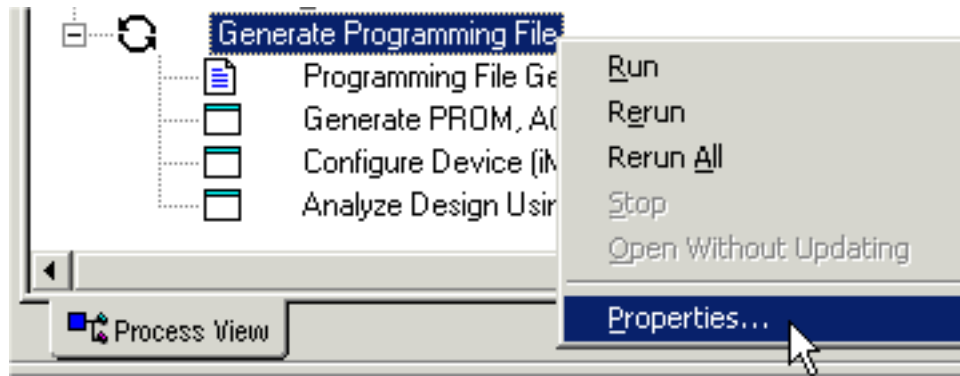 Generate Programming File
Programming File Ge
Generate PROM, A
Configure Device (i
Analyze Design Usin
Process View
Run
Rerun
Rerun All
Stop
Open Without Updating
Properties...